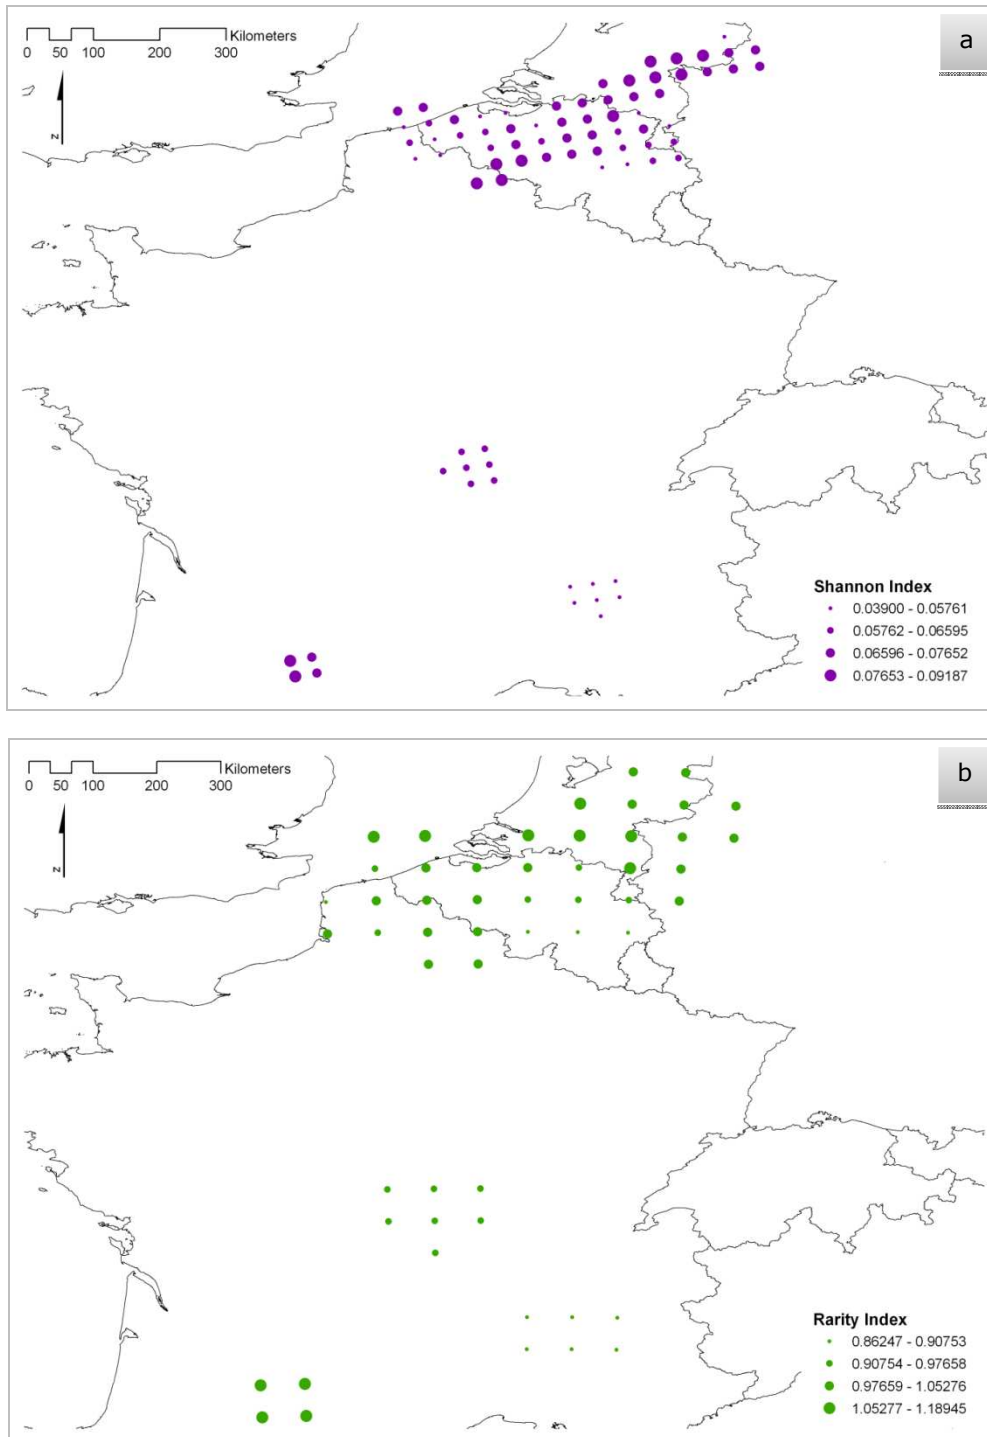 a
0 50 100 200 300 Kilometers
N
Shannon Index
0.03900 - 0.05761
0.05762 - 0.06595
0.06596 - 0.07652
0.07653 - 0.09187
b
0 50 100 200 300 Kilometers
N
Rarity Index
0.86247 - 0.90753
0.90754 - 0.97658
0.97659 - 1.05276
1.05277 - 1.18945